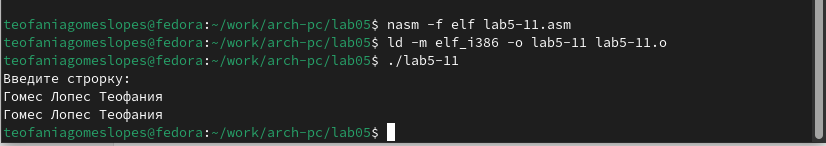 teofaniagomeslopes@fedora:~/work/arch-pc/lab05$ nasm -f elf lab5-11.asm
teofaniagomeslopes@fedora:~/work/arch-pc/lab05$ ld -m elf_i386 -o lab5-11 lab5-11.o
teofaniagomeslopes@fedora:~/work/arch-pc/lab05$ ./lab5-11
Введите строрку:
Гомес Лопес Теофания
Гомес Лопес Теофания
teofaniagomeslopes@fedora:~/work/arch-pc/lab05$